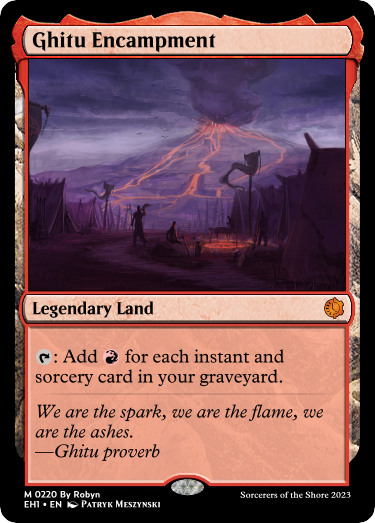 Ghitu Encampment
Legendary Land
: Add for each instant and
sorcery card in your graveyard.
We are the spark, we are the flame, we
are the ashes.
—Ghitu proverb
M 0220 By Robyn
Sorcerers of the Shore 2023
EH1 • EN Patryk Meszynski